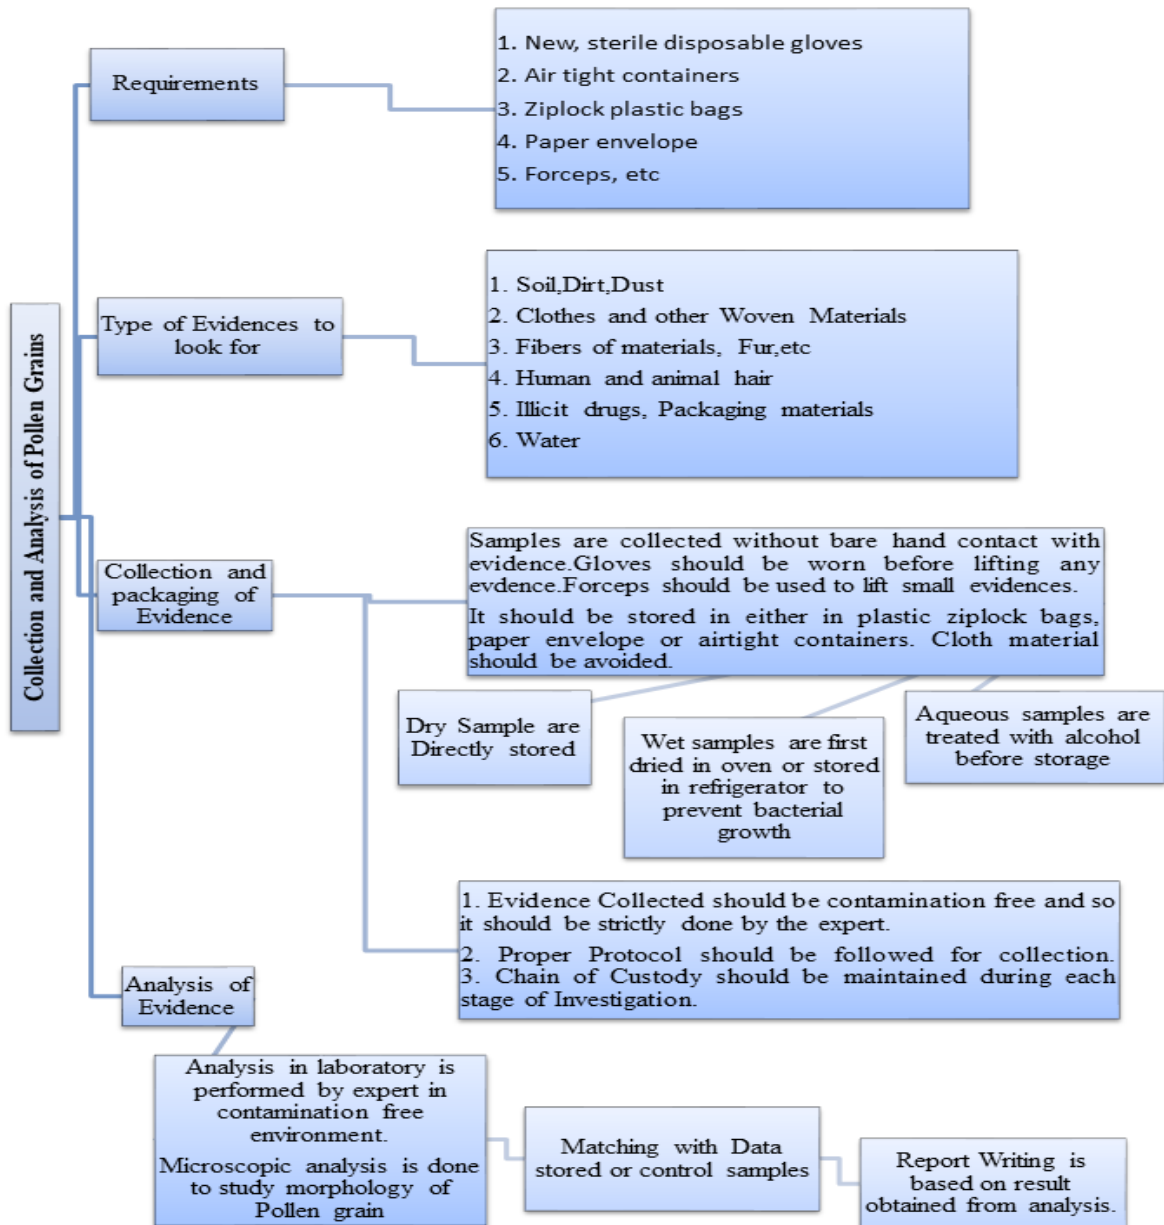 Collection and Analysis of Pollen Grains
Requirements
1. New, sterile disposable gloves
2. Air tight containers
3. Ziplock plastic bags
4. Paper envelope
5. Forceps, etc
Type of Evidences to
look for
1. Soil,Dirt,Dust
2. Clothes and other Woven Materials
3. Fibers of materials, Fur,etc
4. Human and animal hair
5. Illicit drugs, Packaging materials
6. Water
Collection and
packaging of
Evidence
Samples are collected without bare hand contact with
evidence.Gloves should be worn before lifting any
evdence.Forceps should be used to lift small evidences.
It should be stored in either in plastic ziplock bags,
paper envelope or airtight containers. Cloth material
should be avoided.
Dry Sample are
Directly stored
Wet samples are first
dried in oven or stored
in refrigerator to
prevent bacterial
growth
Aqueous samples are
treated with alcohol
before storage
1. Evidence Collected should be contamination free and so
it should be strictly done by the expert.
2. Proper Protocol should be followed for collection.
3. Chain of Custody should be maintained during each
stage of Investigation.
Analysis of
Evidence
Analysis in laboratory is
performed by expert in
contamination free
environment.
Microscopic analysis is done
to study morphology of
Pollen grain
Matching with Data
stored or control samples
Report Writing is
based on result
obtained from analysis.